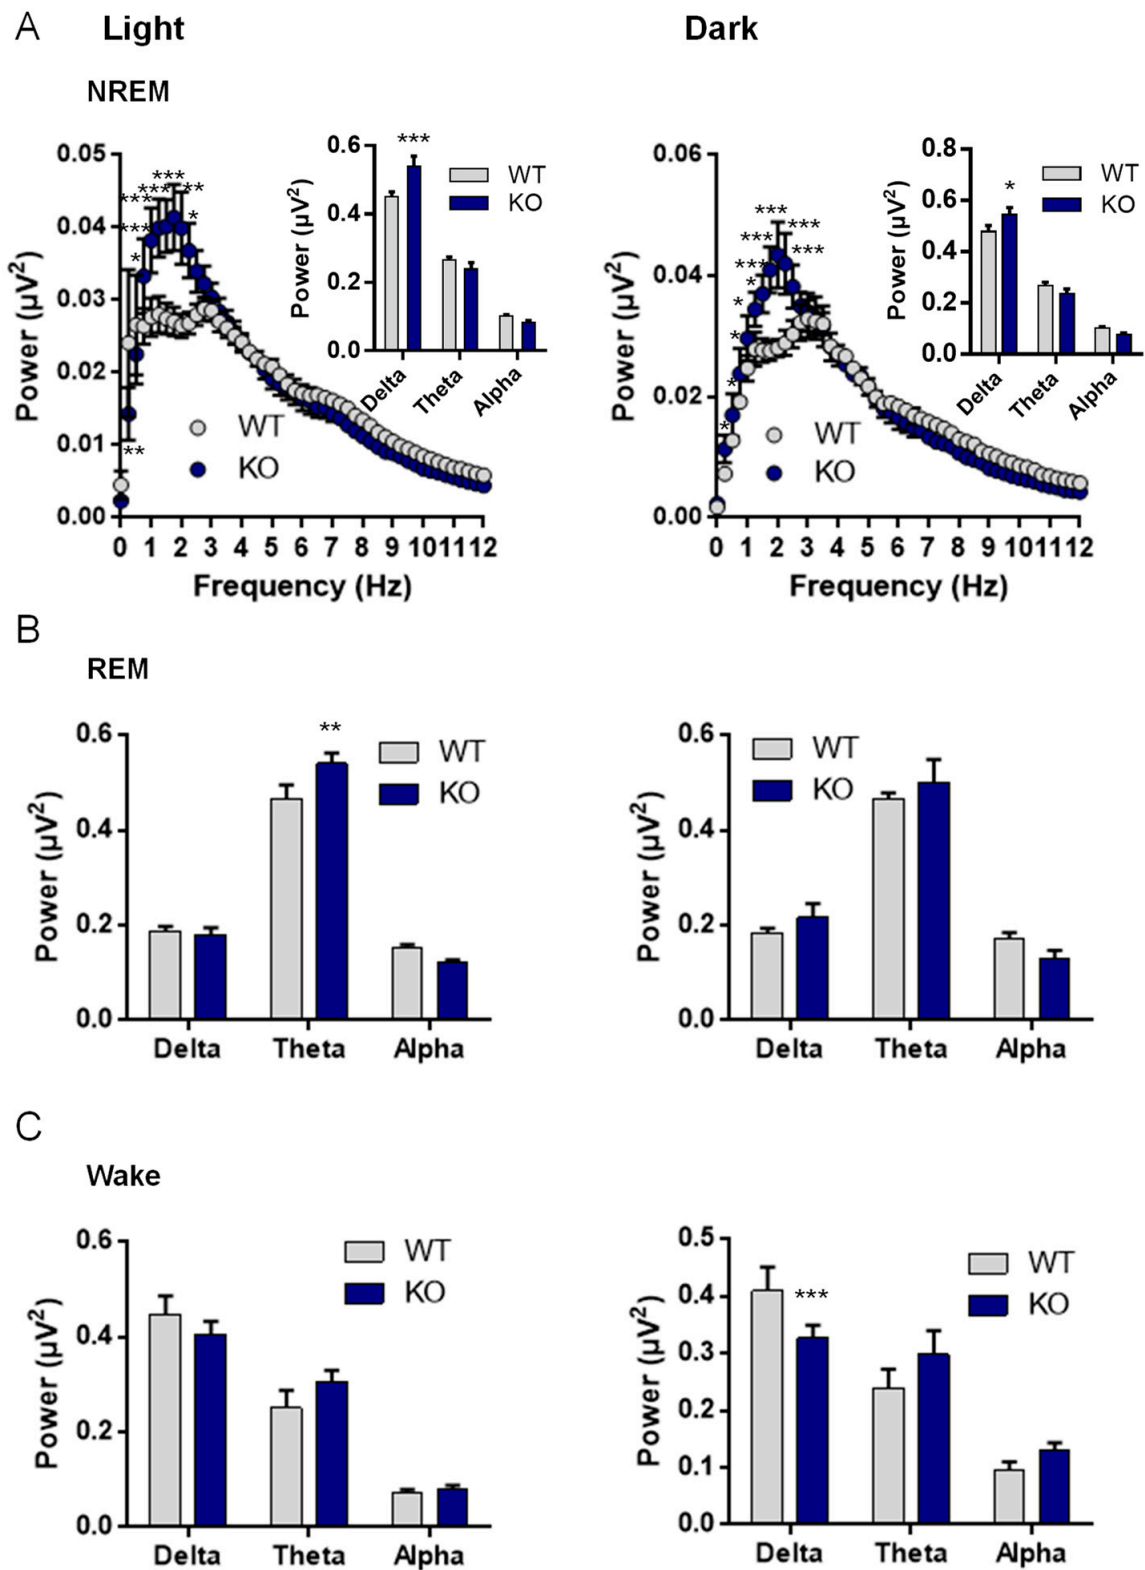 A Light Dark
NREM
0.05
0.04
0.03
0.02
0.01
0.00
Power (µV²)
***
***
***
***
**
*
*
**
WT
KO
0 1 2 3 4 5 6 7 8 9 10 11 12
Frequency (Hz)
0.6
0.4
0.2
0.0
Power (µV²)
***
WT
KO
Delta Theta Alpha
0.06
0.04
0.02
0.00
Power (µV²)
***
***
***
***
***
*
*
*
*
*
WT
KO
0 1 2 3 4 5 6 7 8 9 10 11 12
Frequency (Hz)
0.8
0.6
0.4
0.2
0.0
Power (µV²)
*
WT
KO
Delta Theta Alpha
B
REM
0.6
0.4
0.2
0.0
Power (µV²)
**
WT
KO
Delta Theta Alpha
0.6
0.4
0.2
0.0
Power (µV²)
WT
KO
Delta Theta Alpha
C
Wake
0.6
0.4
0.2
0.0
Power (µV²)
WT
KO
Delta Theta Alpha
0.5
0.4
0.3
0.2
0.1
0.0
Power (µV²)
***
WT
KO
Delta Theta Alpha